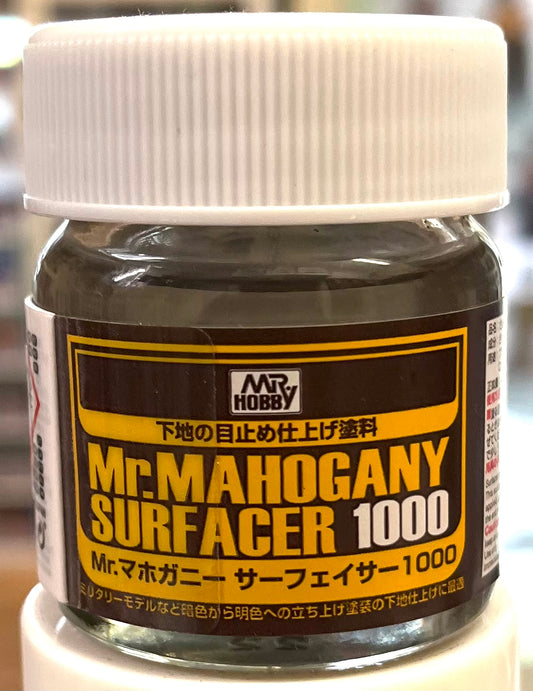 MR HOBBY
下地の目止め仕上げ塗料
Mr.MAHOGANY
SURFACER 1000
Mr.マホガニー サーフェイサー1000
ミリタリーモデルなど暗色から明色への立ち上げ塗装の下地仕上げに最適